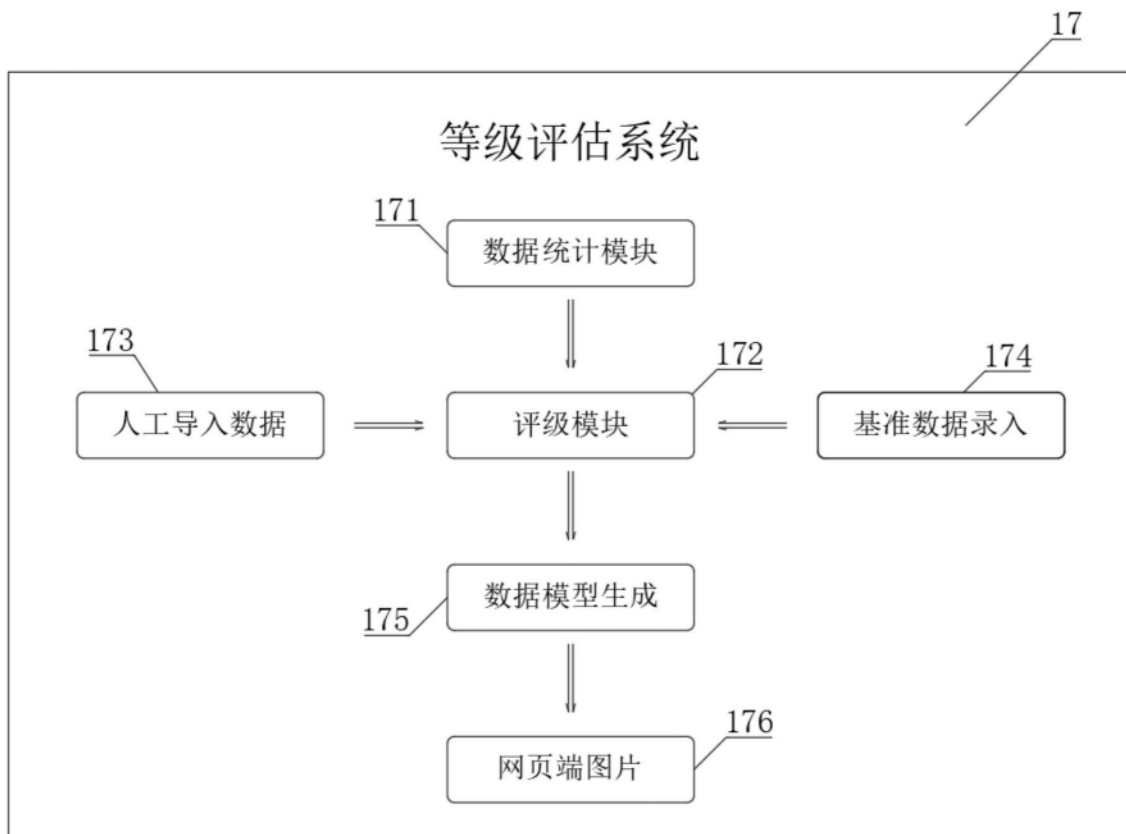 17
等级评估系统
171
数据统计模块
173
172
174
人工导入数据
评级模块
基准数据录入
175
数据模型生成
176
网页端图片